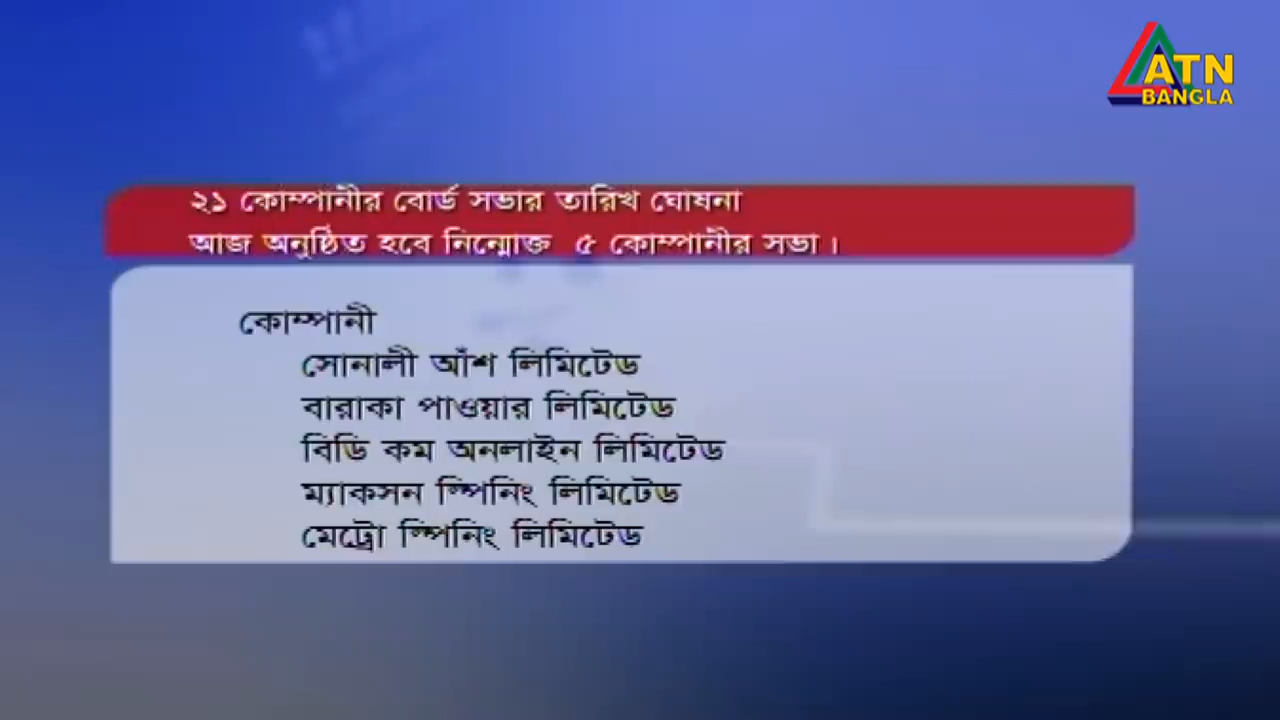 ATN
BANGLA
২১ কোম্পানীর বোর্ড সভার তারিখ ঘোষনা
আজ অনুষ্ঠিত হবে নিন্মোক্ত ৫ কোম্পানীর সভা।
কোম্পানী
সোনালী আঁশ লিমিটেড
বারাকা পাওয়ার লিমিটেড
বিডি কম অনলাইন লিমিটেড
ম্যাকসন স্পিনিং লিমিটেড
মেট্রো স্পিনিং লিমিটেড